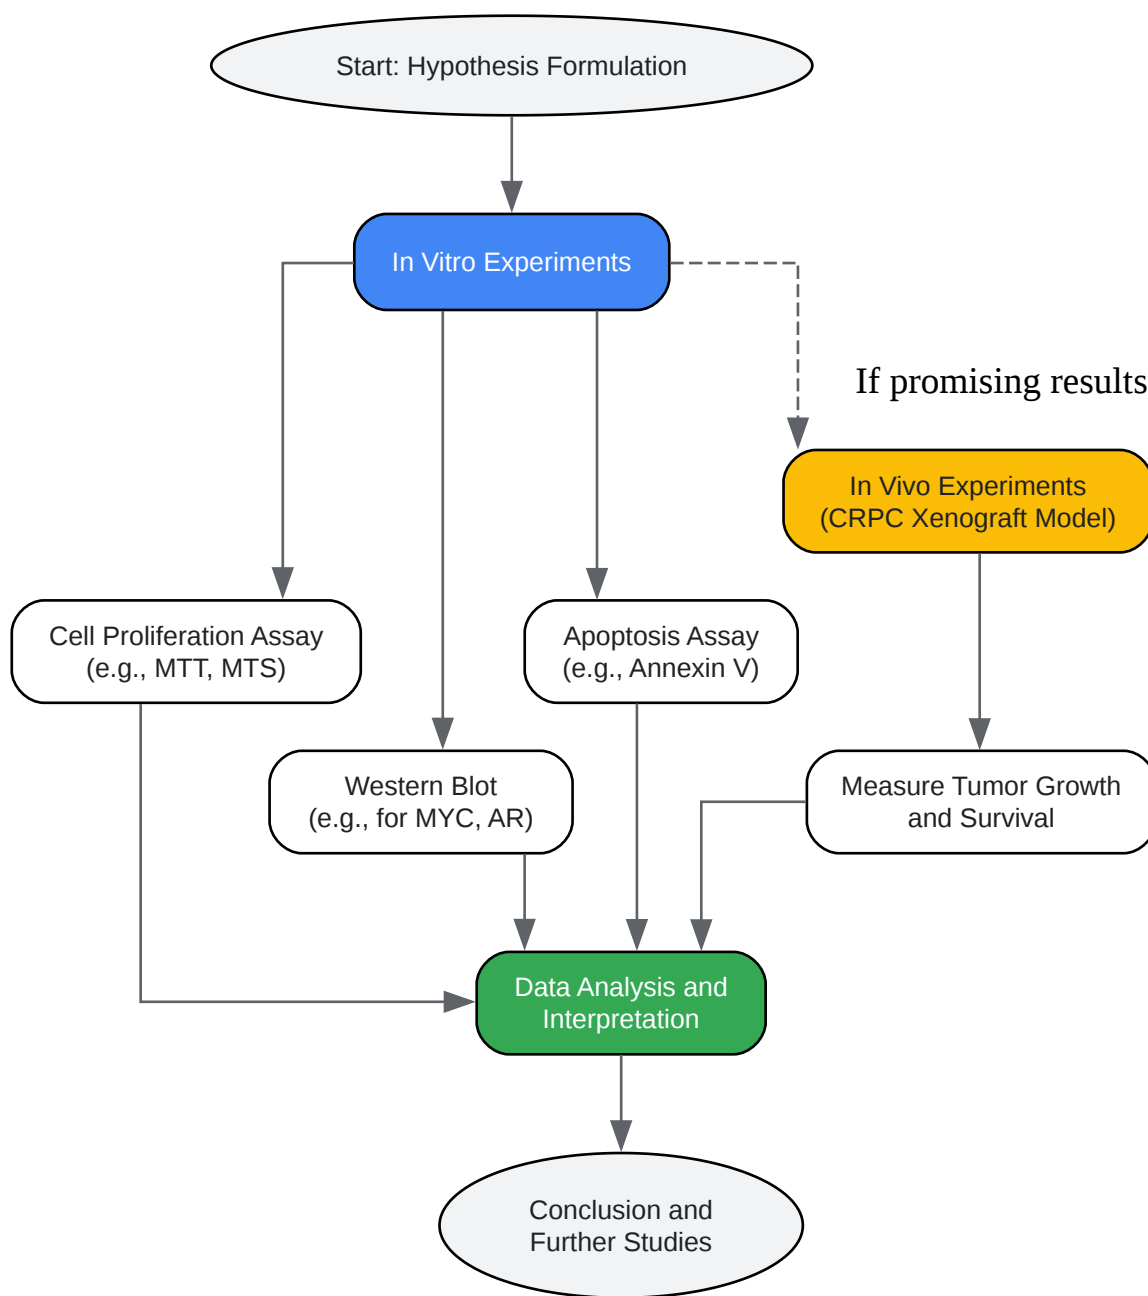 Start: Hypothesis Formulation
In Vitro Experiments
If promising results
In Vivo Experiments
(CRPC Xenograft Model)
Cell Proliferation Assay
(e.g., MTT, MTS)
Apoptosis Assay
(e.g., Annexin V)
Western Blot
(e.g., for MYC, AR)
Measure Tumor Growth
and Survival
Data Analysis and
Interpretation
Conclusion and
Further Studies